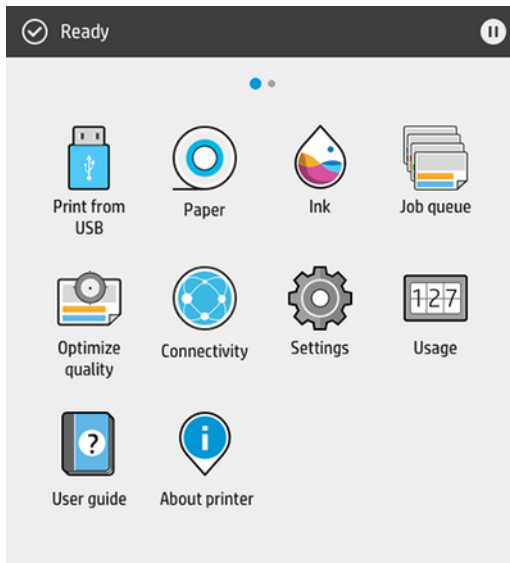 Ready
Print from
USB
Paper
Ink
Job queue
127
Optimize
quality
Connectivity
Settings
Usage
?
i
User guide
About printer